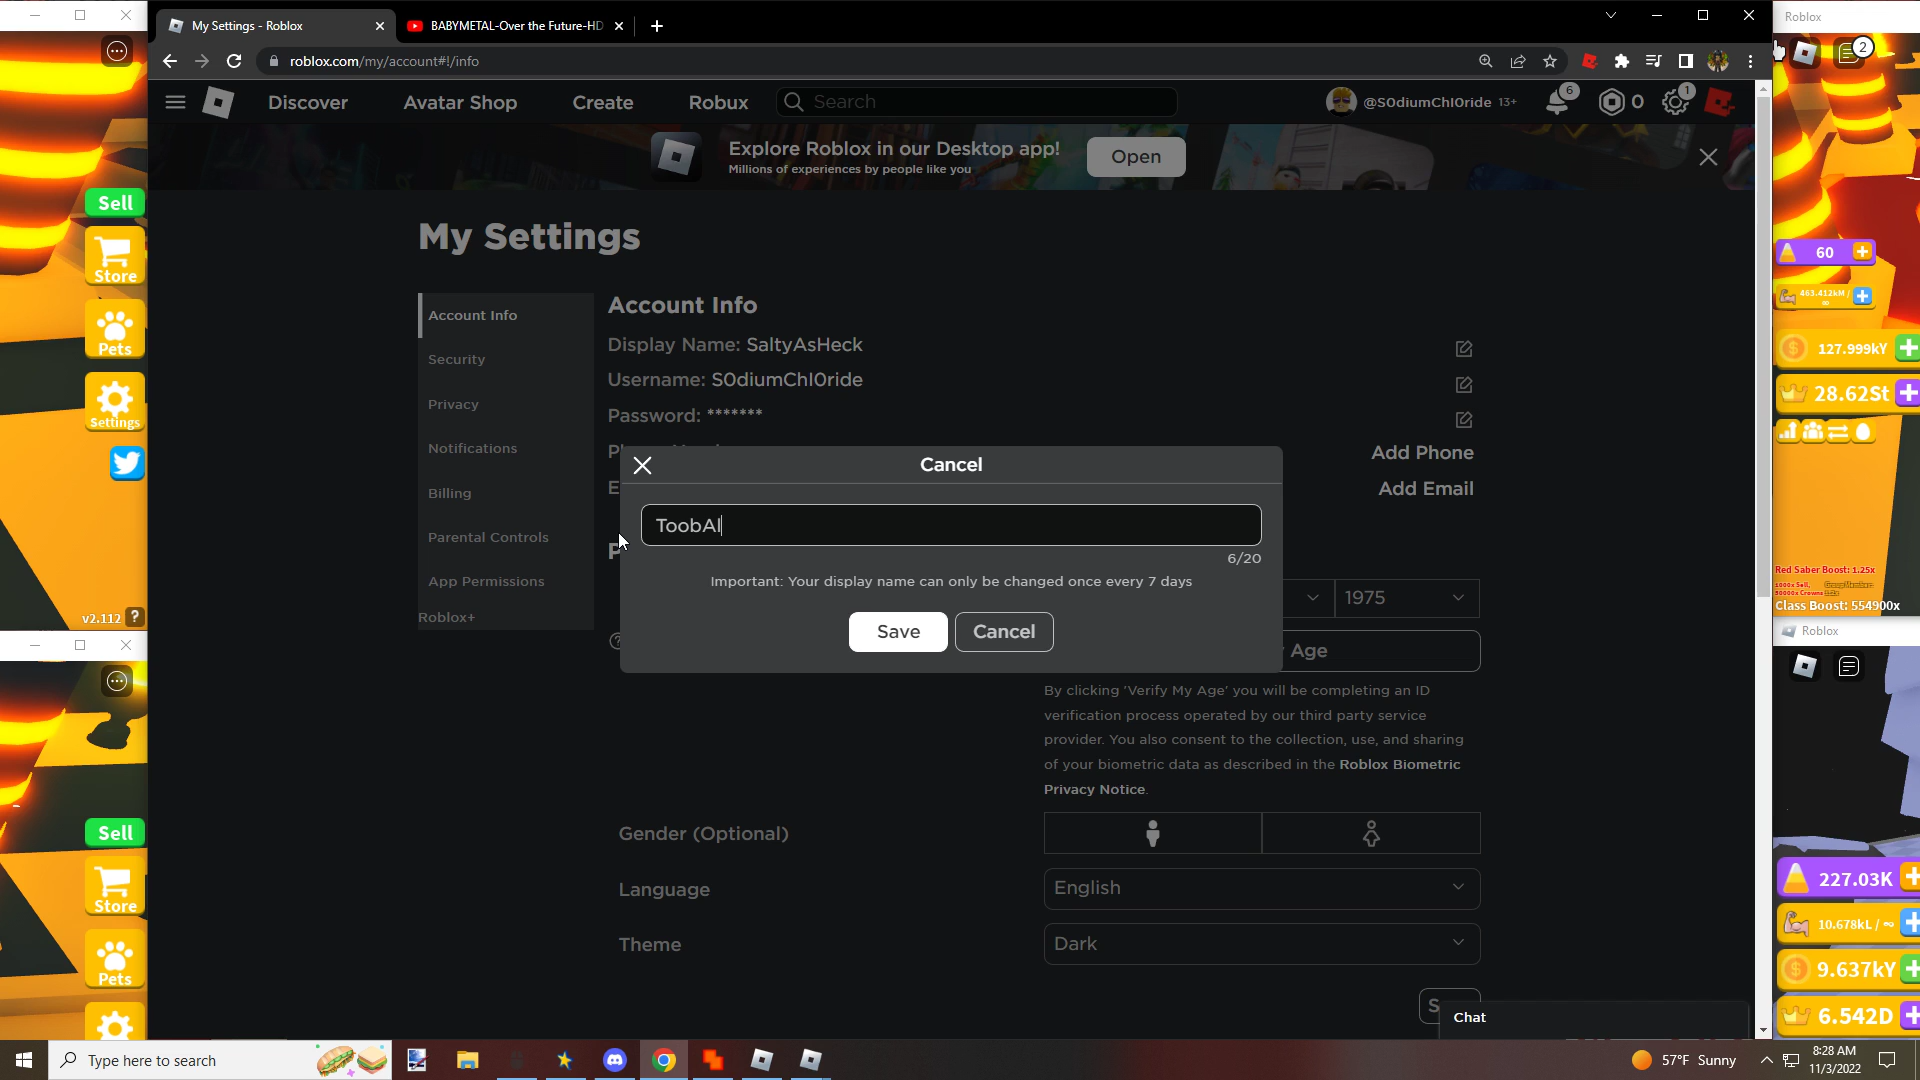 My Settings - Roblox
BABYMETAL-Over the Future-HD
Roblox
roblox.com/my/account#!/info
2
Discover
Avatar Shop
Create
Robux
Search
@S0diumChl0ride 13+
6
0
1
Explore Roblox in our Desktop app!
Millions of experiences by people like you
Open
My Settings
Account Info
Security
Privacy
Notifications
Billing
Parental Controls
App Permissions
Roblox+
Account Info
Display Name: SaltyAsHeck
Username: S0diumChl0ride
Password: *******
Add Phone
Add Email
Cancel
ToobAl
6/20
Important: Your display name can only be changed once every 7 days
Save
Cancel
1975
Age
By clicking 'Verify My Age' you will be completing an ID
verification process operated by our third party service
provider. You also consent to the collection, use, and sharing
of your biometric data as described in the Roblox Biometric
Privacy Notice.
Gender (Optional)
Language
English
Theme
Dark
Chat
Sell
Store
Pets
Settings
v2.112 ?
Sell
Store
Pets
60
463.412kM / ∞
127.999kY
28.62St
Red Saber Boost: 1.25x
Class Boost: 554900x
Roblox
227.03K
10.678kL / ∞
9.637kY
6.542D
Type here to search
57°F Sunny
8:28 AM
11/3/2022